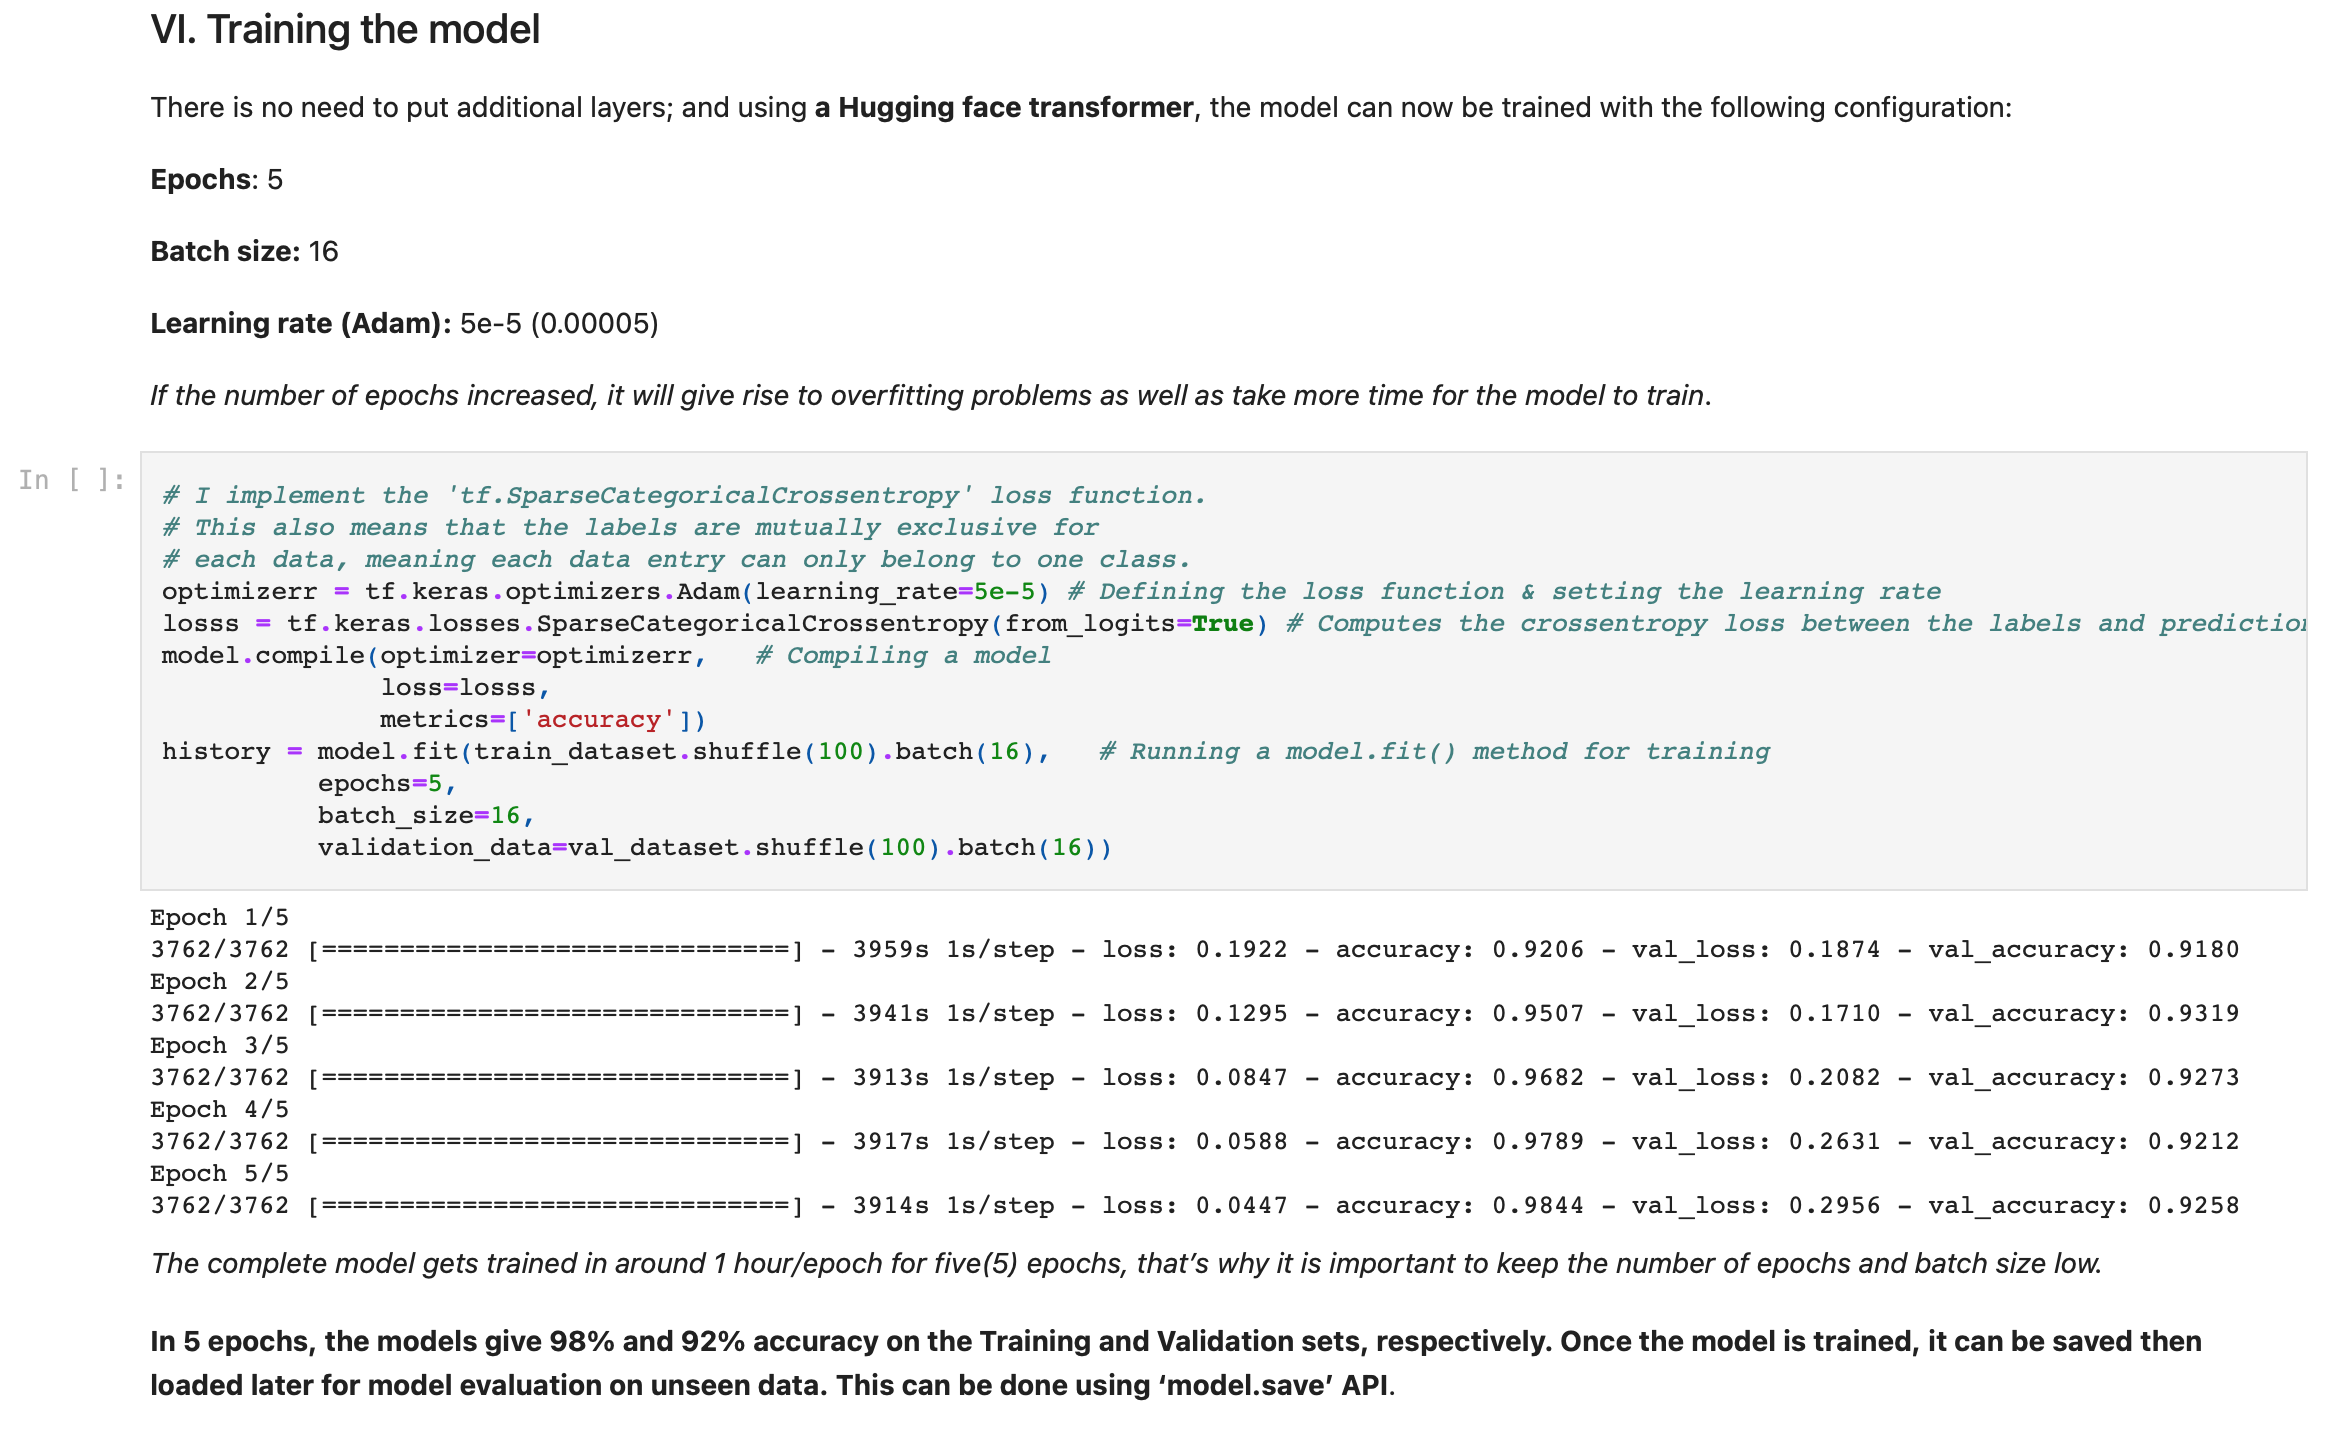 VI. Training the model
There is no need to put additional layers; and using a Hugging face transformer, the model can now be trained with the following configuration:
Epochs: 5
Batch size: 16
Learning rate (Adam): 5e-5 (0.00005)
If the number of epochs increased, it will give rise to overfitting problems as well as take more time for the model to train.
In [ ]:
# I implement the 'tf.SparseCategoricalCrossentropy' loss function.
# This also means that the labels are mutually exclusive for
# each data, meaning each data entry can only belong to one class.
optimizerr = tf.keras.optimizers.Adam(learning_rate=5e-5) # Defining the loss function & setting the learning rate
losss = tf.keras.losses.SparseCategoricalCrossentropy(from_logits=True) # Computes the crossentropy loss between the labels and prediction
model.compile(optimizer=optimizerr,   # Compiling a model
              loss=losss,
              metrics=['accuracy'])
history = model.fit(train_dataset.shuffle(100).batch(16),   # Running a model.fit() method for training
          epochs=5,
          batch_size=16,
          validation_data=val_dataset.shuffle(100).batch(16))
Epoch 1/5
3762/3762 [==============================] - 3959s 1s/step - loss: 0.1922 - accuracy: 0.9206 - val_loss: 0.1874 - val_accuracy: 0.9180
Epoch 2/5
3762/3762 [==============================] - 3941s 1s/step - loss: 0.1295 - accuracy: 0.9507 - val_loss: 0.1710 - val_accuracy: 0.9319
Epoch 3/5
3762/3762 [==============================] - 3913s 1s/step - loss: 0.0847 - accuracy: 0.9682 - val_loss: 0.2082 - val_accuracy: 0.9273
Epoch 4/5
3762/3762 [==============================] - 3917s 1s/step - loss: 0.0588 - accuracy: 0.9789 - val_loss: 0.2631 - val_accuracy: 0.9212
Epoch 5/5
3762/3762 [==============================] - 3914s 1s/step - loss: 0.0447 - accuracy: 0.9844 - val_loss: 0.2956 - val_accuracy: 0.9258
The complete model gets trained in around 1 hour/epoch for five(5) epochs, that’s why it is important to keep the number of epochs and batch size low.
In 5 epochs, the models give 98% and 92% accuracy on the Training and Validation sets, respectively. Once the model is trained, it can be saved then
loaded later for model evaluation on unseen data. This can be done using ‘model.save’ API.